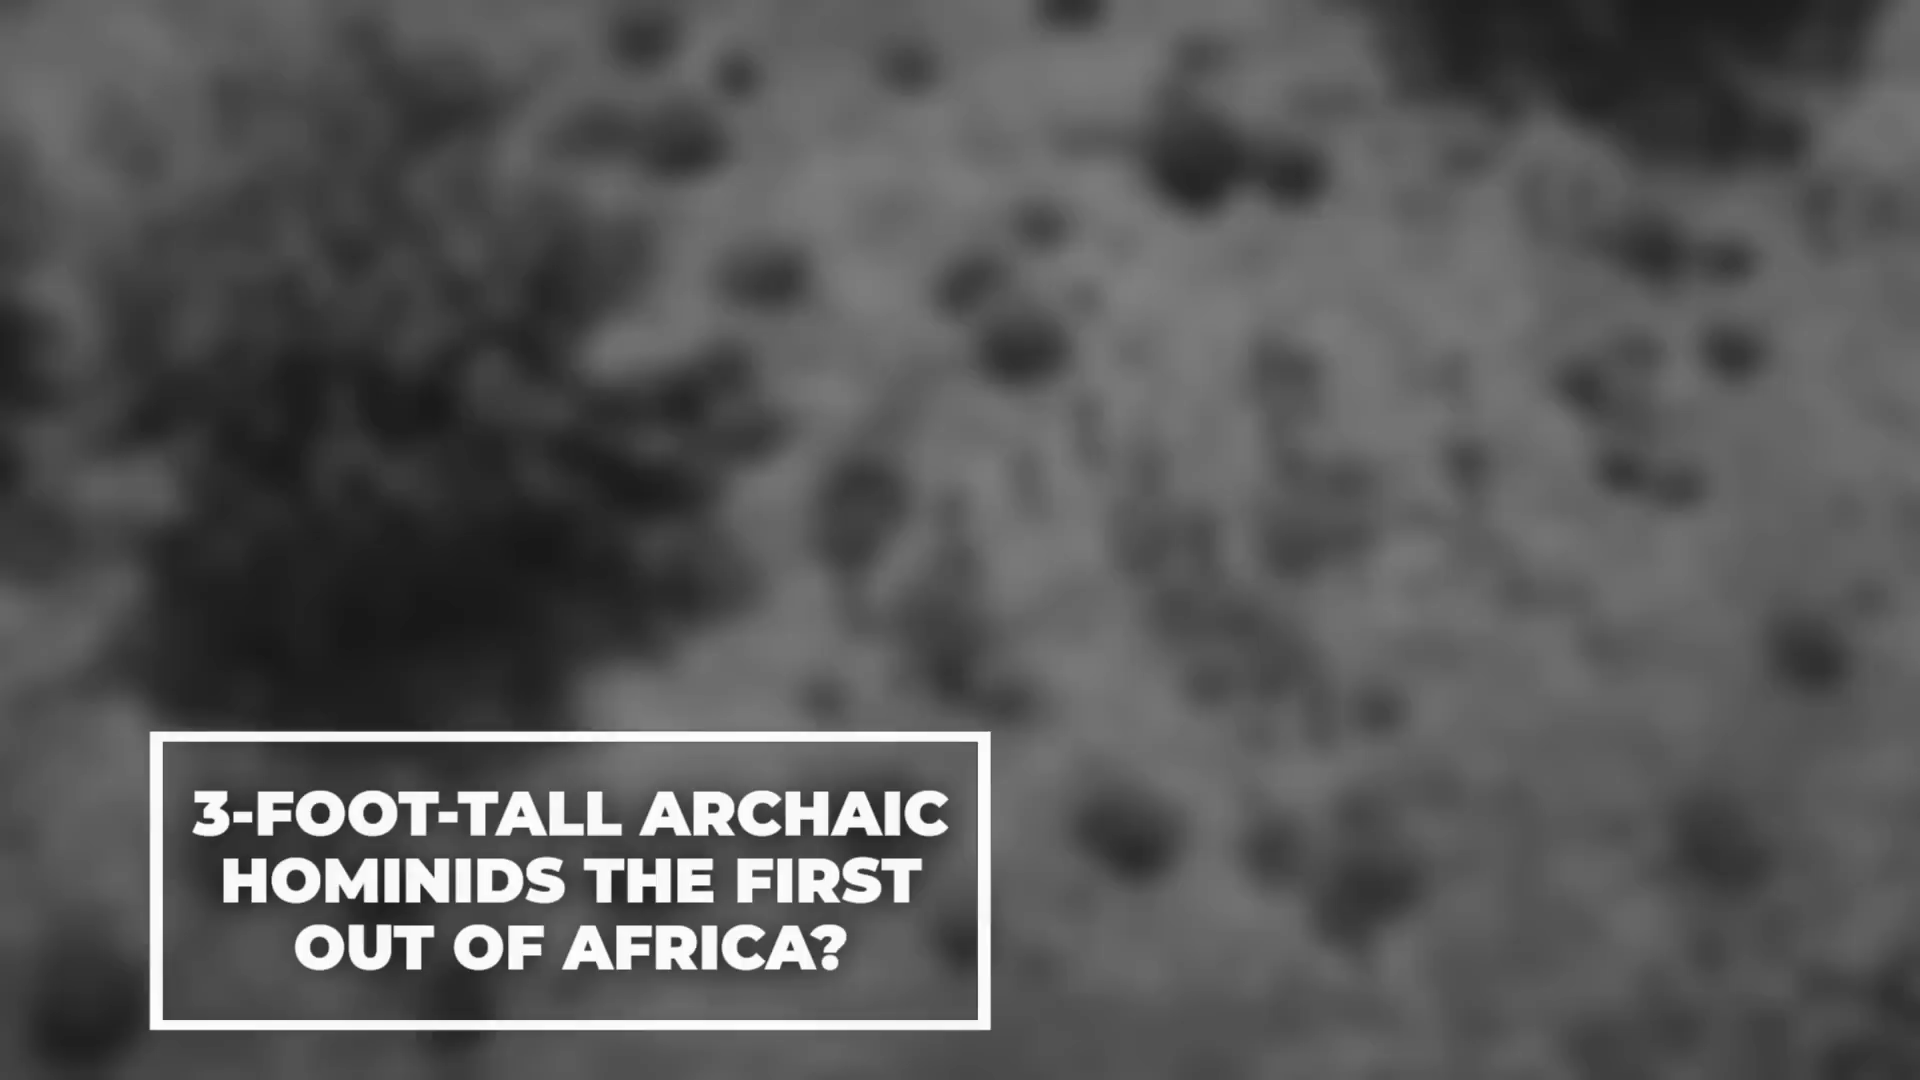 3-FOOT-TALL ARCHAIC
HOMINIDS THE FIRST
OUT OF AFRICA?